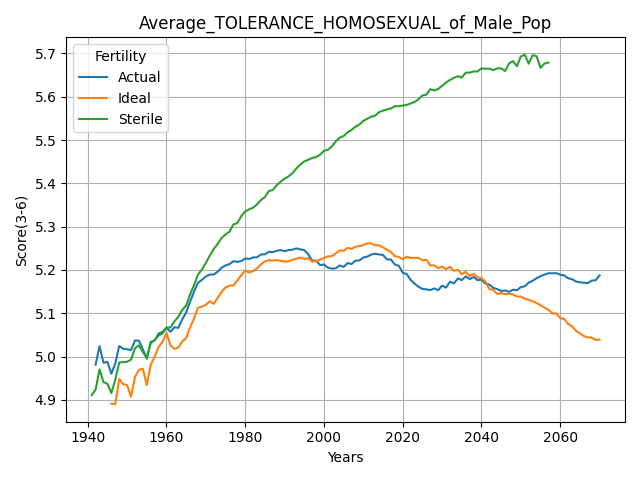 Average_TOLERANCE_HOMOSEXUAL_of_Male_Pop
Fertility
Actual
Ideal
Sterile
5.7
5.6
5.5
5.4
5.3
5.2
5.1
5.0
4.9
Score(3-6)
1940 1960 1980 2000 2020 2040 2060
Years